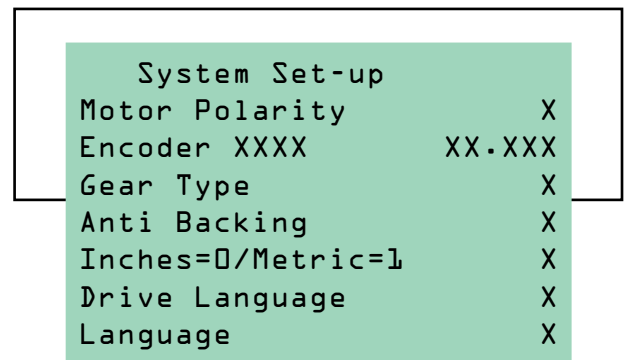 System Set-up
Motor Polarity X
Encoder XXXX XX.XXX
Gear Type X
Anti Backing X
Inches=0/Metric=1 X
Drive Language X
Language X